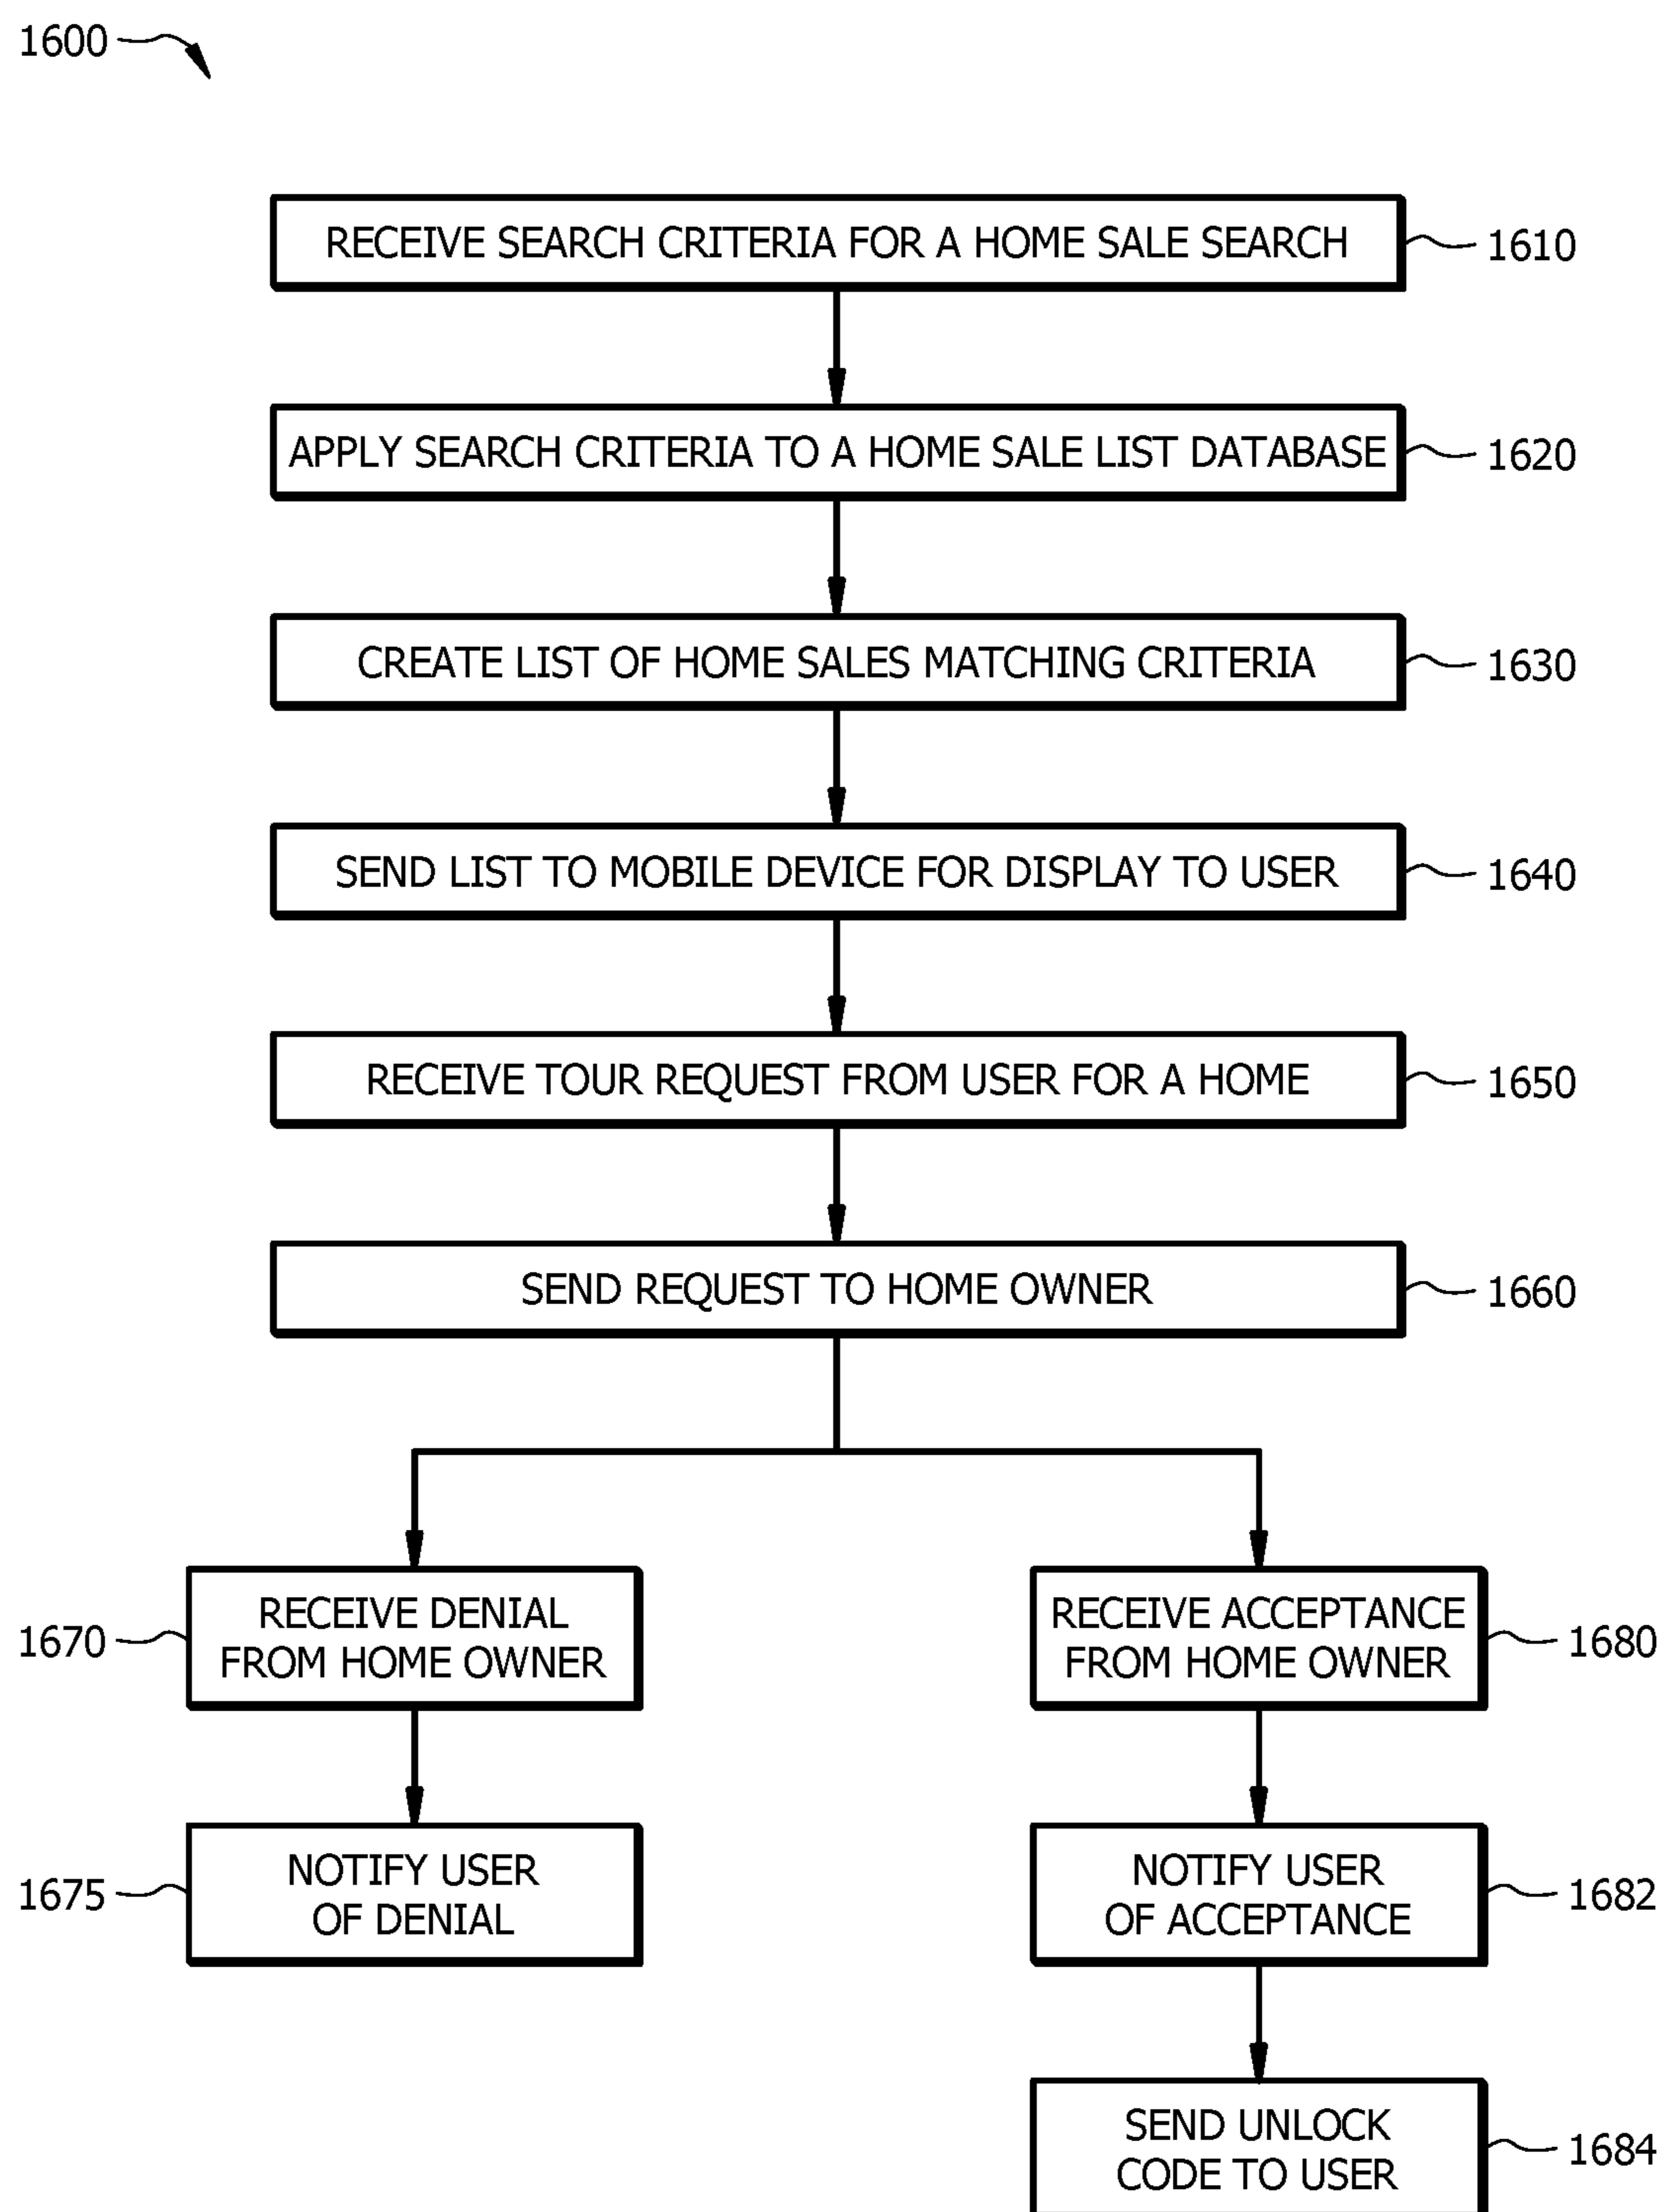 1600
RECEIVE SEARCH CRITERIA FOR A HOME SALE SEARCH
1610
APPLY SEARCH CRITERIA TO A HOME SALE LIST DATABASE
1620
CREATE LIST OF HOME SALES MATCHING CRITERIA
1630
SEND LIST TO MOBILE DEVICE FOR DISPLAY TO USER
1640
RECEIVE TOUR REQUEST FROM USER FOR A HOME
1650
SEND REQUEST TO HOME OWNER
1660
1670
RECEIVE DENIAL
FROM HOME OWNER
RECEIVE ACCEPTANCE
FROM HOME OWNER
1680
1675
NOTIFY USER
OF DENIAL
NOTIFY USER
OF ACCEPTANCE
1682
SEND UNLOCK
CODE TO USER
1684